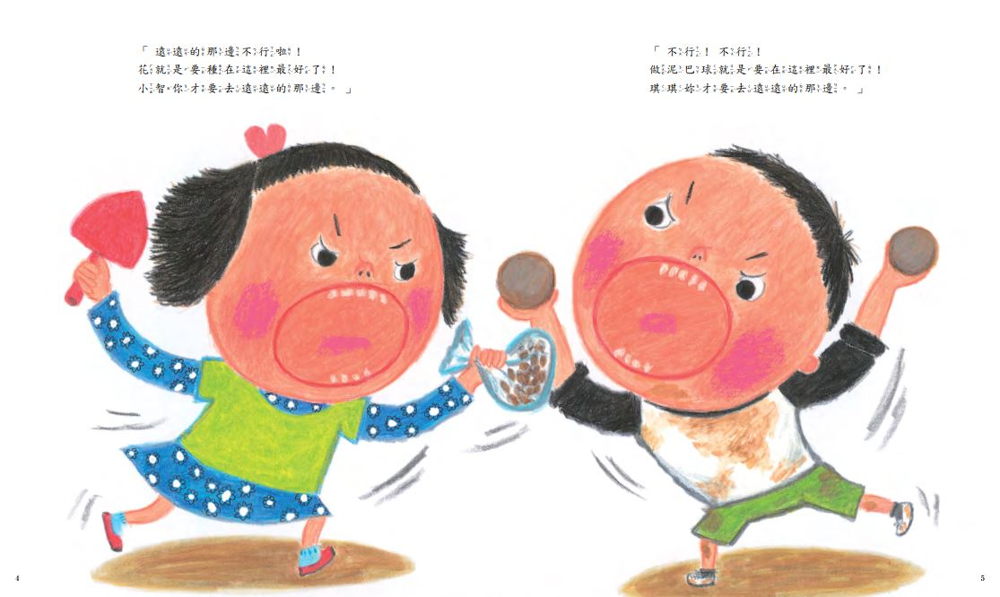 「遠遠的那邊不行啦！
花就是要種在這裡最好了！
小智你才要去遠遠的那邊。」
「不行！不行！
做泥巴球就是要在這裡最好了！
琪琪妳才要去遠遠的那邊。」
4
5